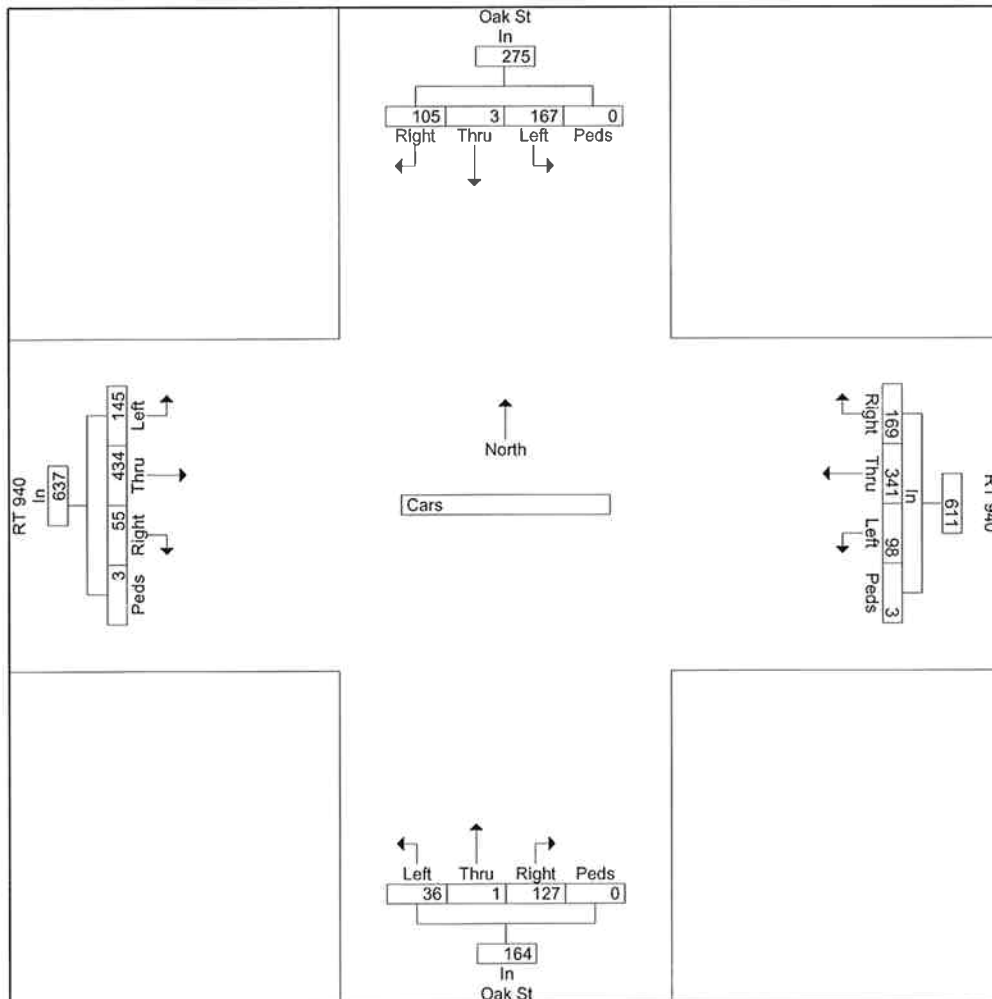 Oak St
In
275
105 3 167 0
Right Thru Left Peds
RT 940
In
637
145 434 55 3
Left Thru Right Peds
North
Cars
Right Thru Left Peds
169 341 98 3
In
611
RT 940
Left Thru Right Peds
36 1 127 0
164
In
Oak St